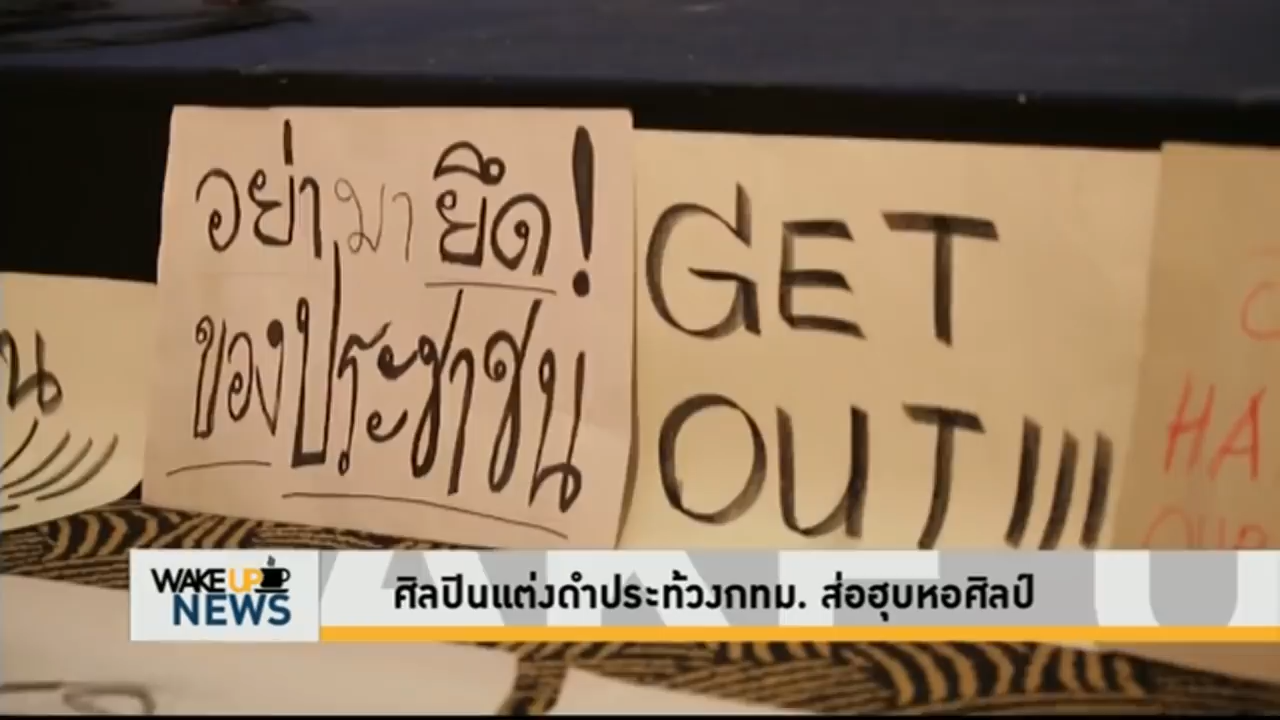 อย่ามายึด!
ของประชาชน
GET
OUT!!!
HA
WAKE UP
NEWS
ศิลปินแต่งดำประท้วงกทม. ส่อฮุบหอศิลป์